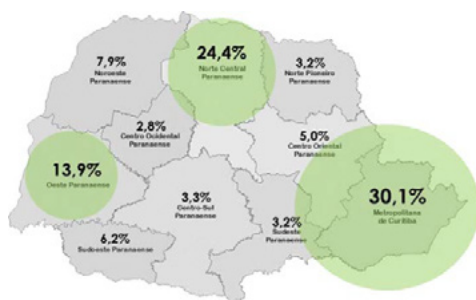 7,9%
Noroeste
Paranaense
24,4%
Norte Central
Paranaense
3,2%
Norte Pioneiro
Paranaense
2,8%
Centro Ocidental
Paranaense
5,0%
Centro Oriental
Paranaense
13,9%
Oeste Paranaense
3,3%
Centro-Sul
Paranaense
30,1%
Metropolitana
de Curitiba
3,2%
Sudeste
Paranaense
6,2%
Sudoeste Paranaense